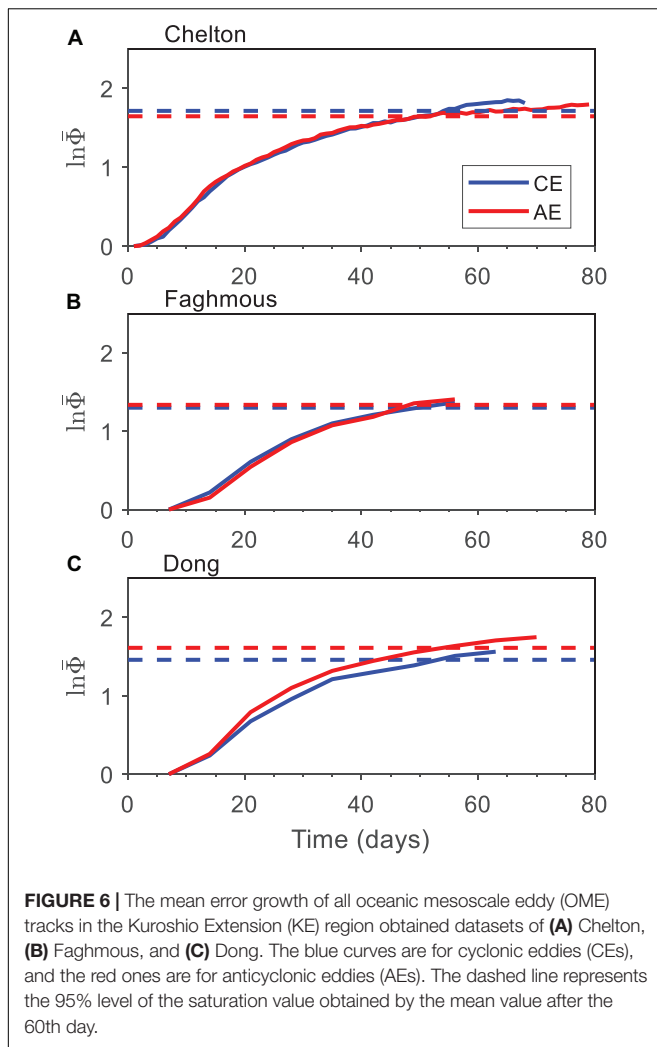 A Chelton
2
1
0
ln Φ̄
CE
AE
0 20 40 60 80
B Faghmous
2
1
0
ln Φ̄
0 20 40 60 80
C Dong
2
1
0
ln Φ̄
0 20 40 60 80
Time (days)
FIGURE 6 | The mean error growth of all oceanic mesoscale eddy (OME)
tracks in the Kuroshio Extension (KE) region obtained datasets of (A) Chelton,
(B) Faghmous, and (C) Dong. The blue curves are for cyclonic eddies (CEs),
and the red ones are for anticyclonic eddies (AEs). The dashed line represents
the 95% level of the saturation value obtained by the mean value after the
60th day.